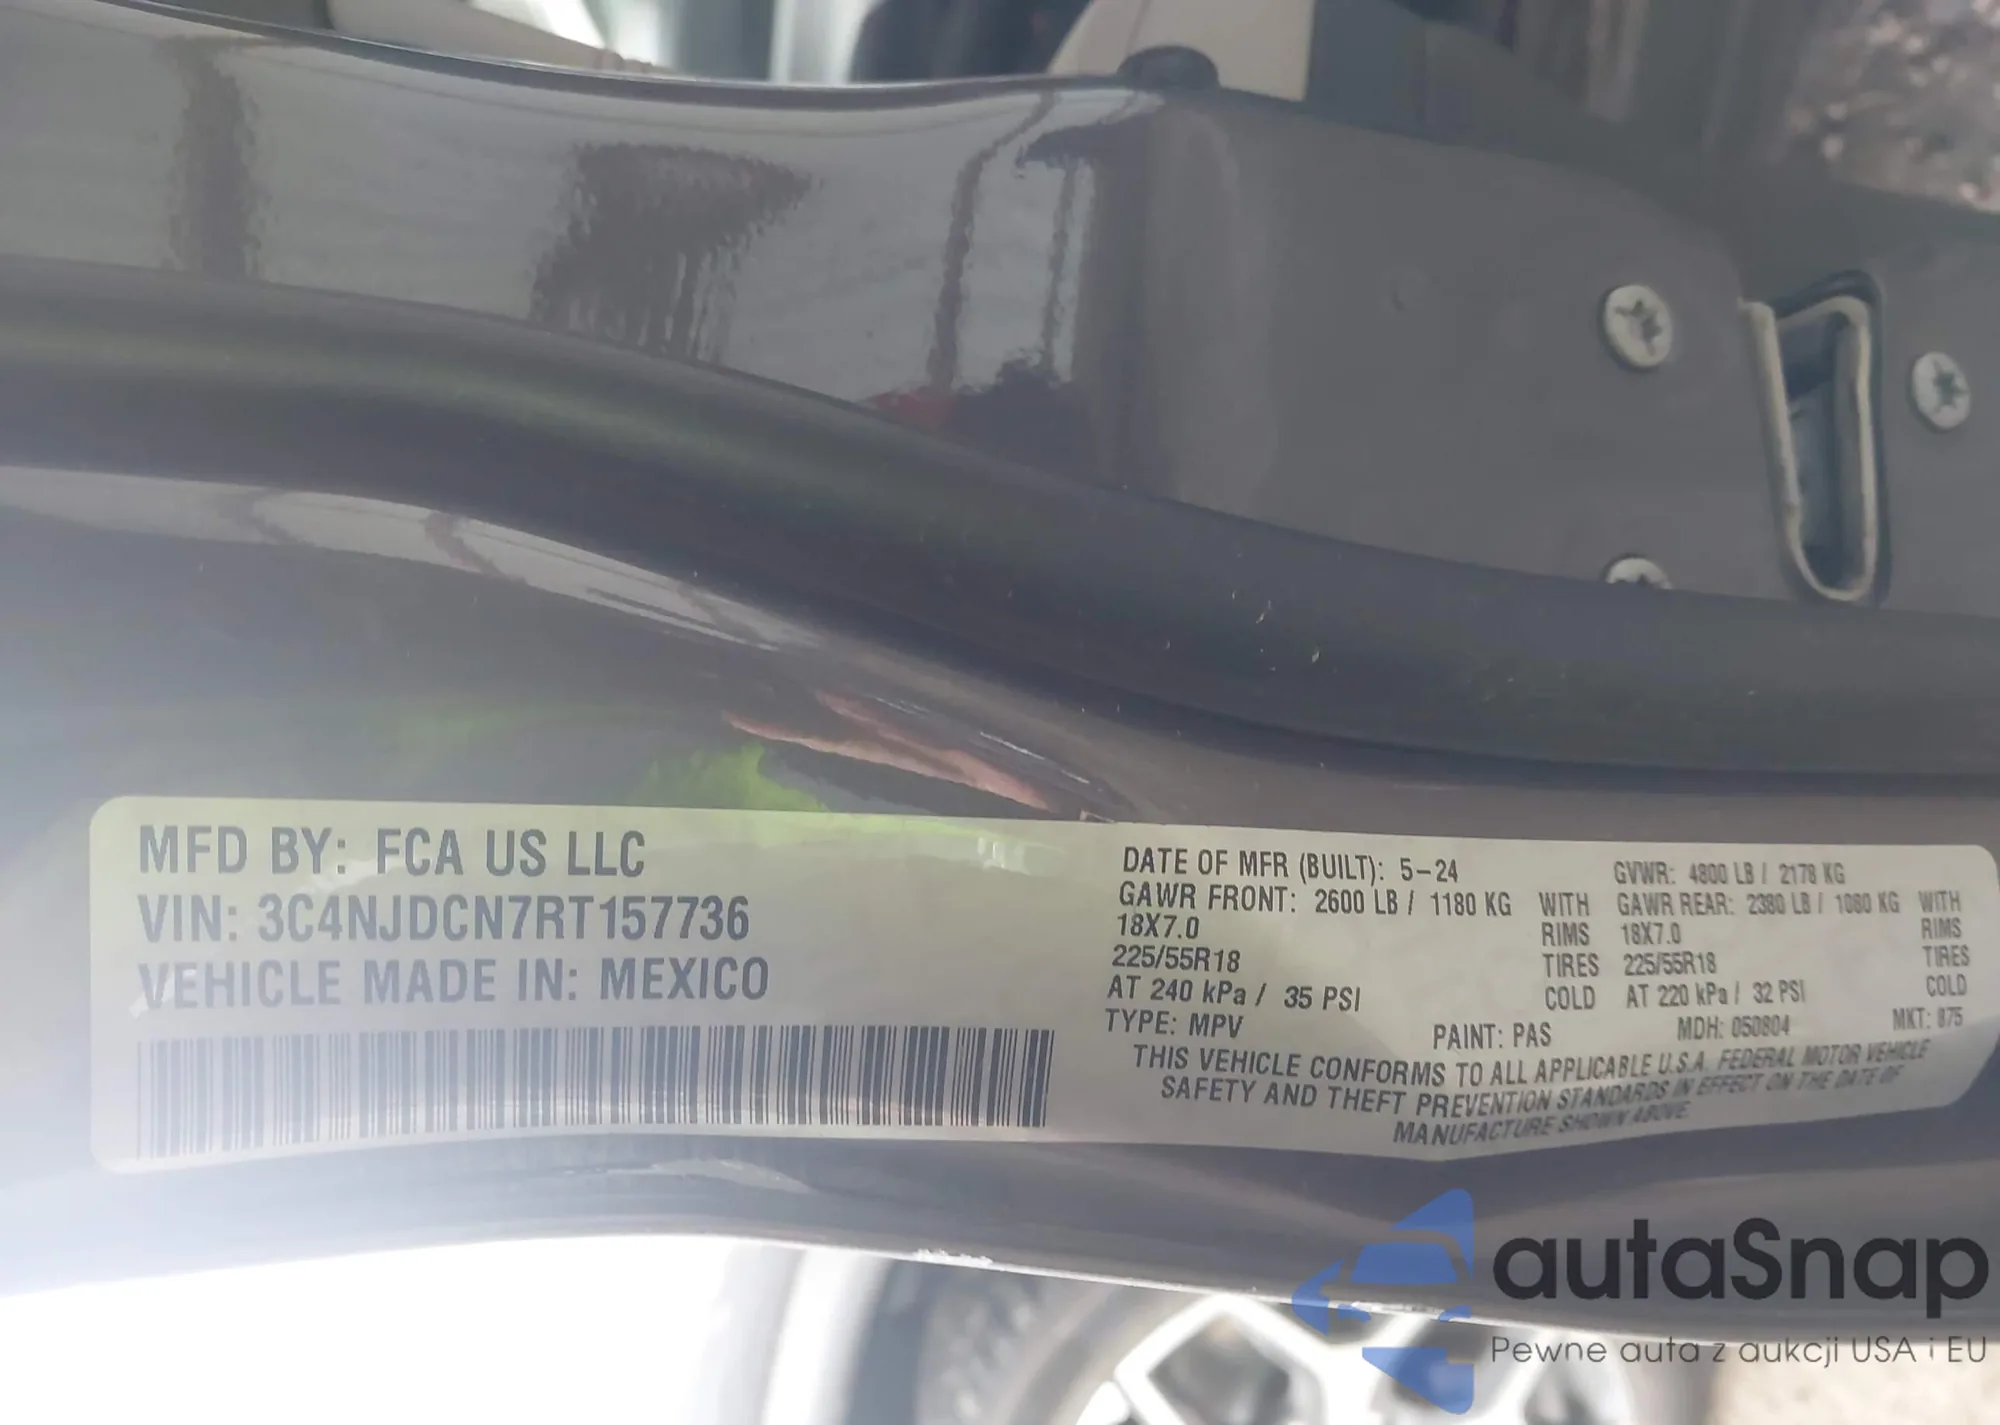 MFD BY: FCA US LLC
VIN: 3C4NJDCN7RT157736
VEHICLE MADE IN: MEXICO
DATE OF MFR (BUILT): 5-24 GVWR: 4800 LB / 2178 KG
GAWR FRONT: 2600 LB / 1180 KG WITH GAWR REAR: 2380 LB / 1080 KG WITH
18X7.0 RIMS 18X7.0 RIMS
225/55R18 TIRES 225/55R18 TIRES
AT 240 kPa / 35 PSI COLD AT 220 kPa / 32 PSI COLD
TYPE: MPV PAINT: PAS MDH: 050804 MKT: 875
THIS VEHICLE CONFORMS TO ALL APPLICABLE U.S.A. FEDERAL MOTOR VEHICLE
SAFETY AND THEFT PREVENTION STANDARDS IN EFFECT ON THE DATE OF
MANUFACTURE SHOWN ABOVE.
autaSnap
Pewne auta z aukcji USA i EU